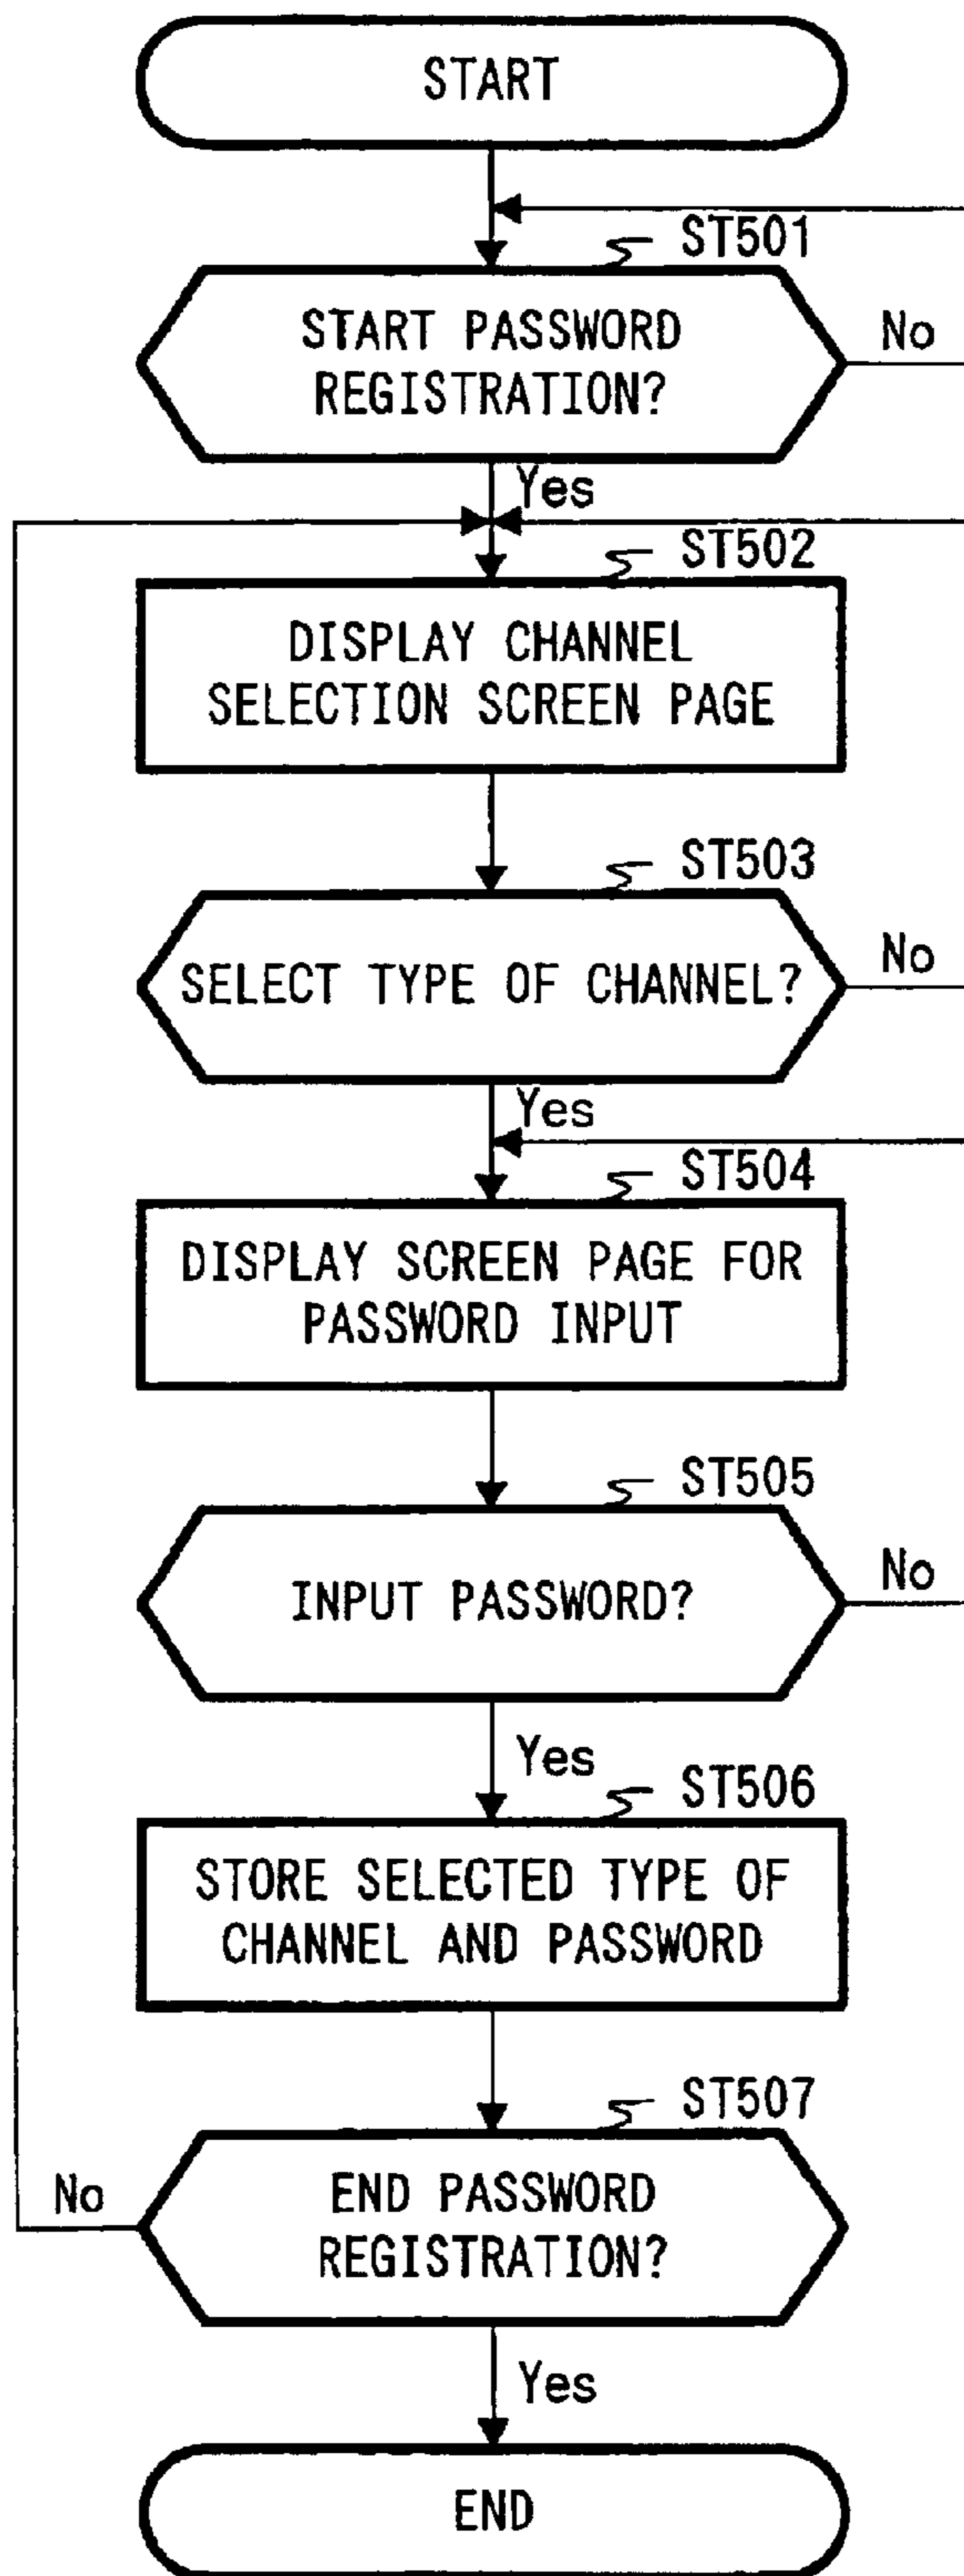 START
ST501
START PASSWORD
REGISTRATION?
No
Yes
ST502
DISPLAY CHANNEL
SELECTION SCREEN PAGE
ST503
SELECT TYPE OF CHANNEL?
No
Yes
ST504
DISPLAY SCREEN PAGE FOR
PASSWORD INPUT
ST505
INPUT PASSWORD?
No
Yes
ST506
STORE SELECTED TYPE OF
CHANNEL AND PASSWORD
ST507
END PASSWORD
REGISTRATION?
No
Yes
END